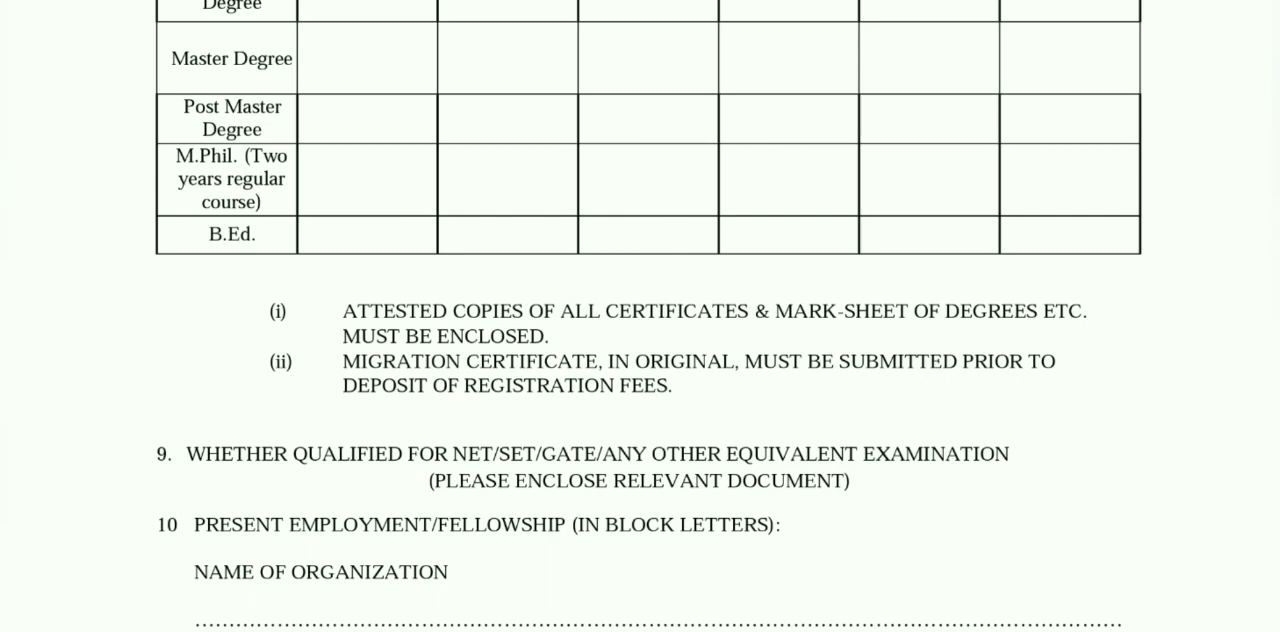 Degree
Master Degree
Post Master
Degree
M.Phil. (Two
years regular
course)
B.Ed.
(i) ATTESTED COPIES OF ALL CERTIFICATES & MARK-SHEET OF DEGREES ETC.
MUST BE ENCLOSED.
(ii) MIGRATION CERTIFICATE, IN ORIGINAL, MUST BE SUBMITTED PRIOR TO
DEPOSIT OF REGISTRATION FEES.
9. WHETHER QUALIFIED FOR NET/SET/GATE/ANY OTHER EQUIVALENT EXAMINATION
(PLEASE ENCLOSE RELEVANT DOCUMENT)
10 PRESENT EMPLOYMENT/FELLOWSHIP (IN BLOCK LETTERS):
NAME OF ORGANIZATION
........................................................................................................................................